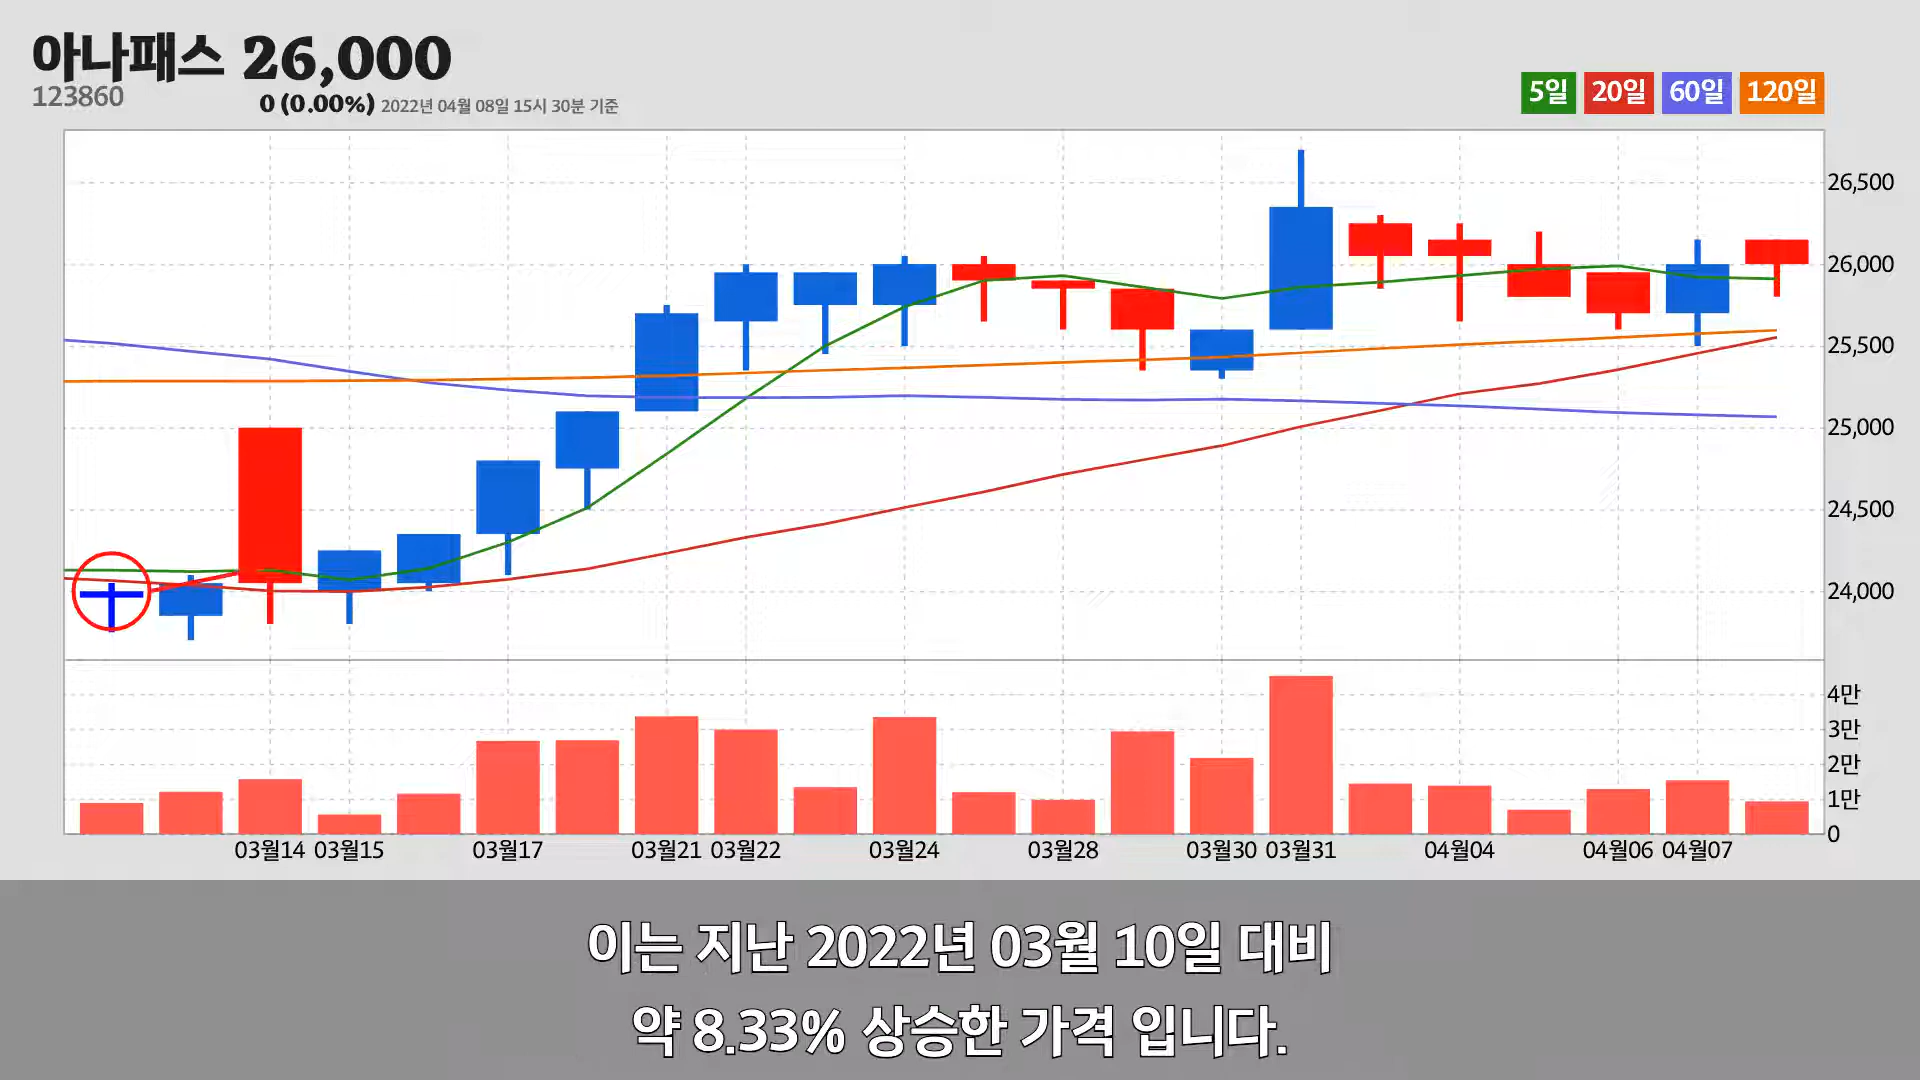 아나패스 26,000
123860
0 (0.00%) 2022년 04월 08일 15시 30분 기준
5일 20일 60일 120일
26,500
26,000
25,500
25,000
24,500
24,000
4만
3만
2만
1만
0
03월14 03월15 03월17 03월21 03월22 03월24 03월28 03월30 03월31 04월04 04월06 04월07
이는 지난 2022년 03월 10일 대비
약 8.33% 상승한 가격 입니다.